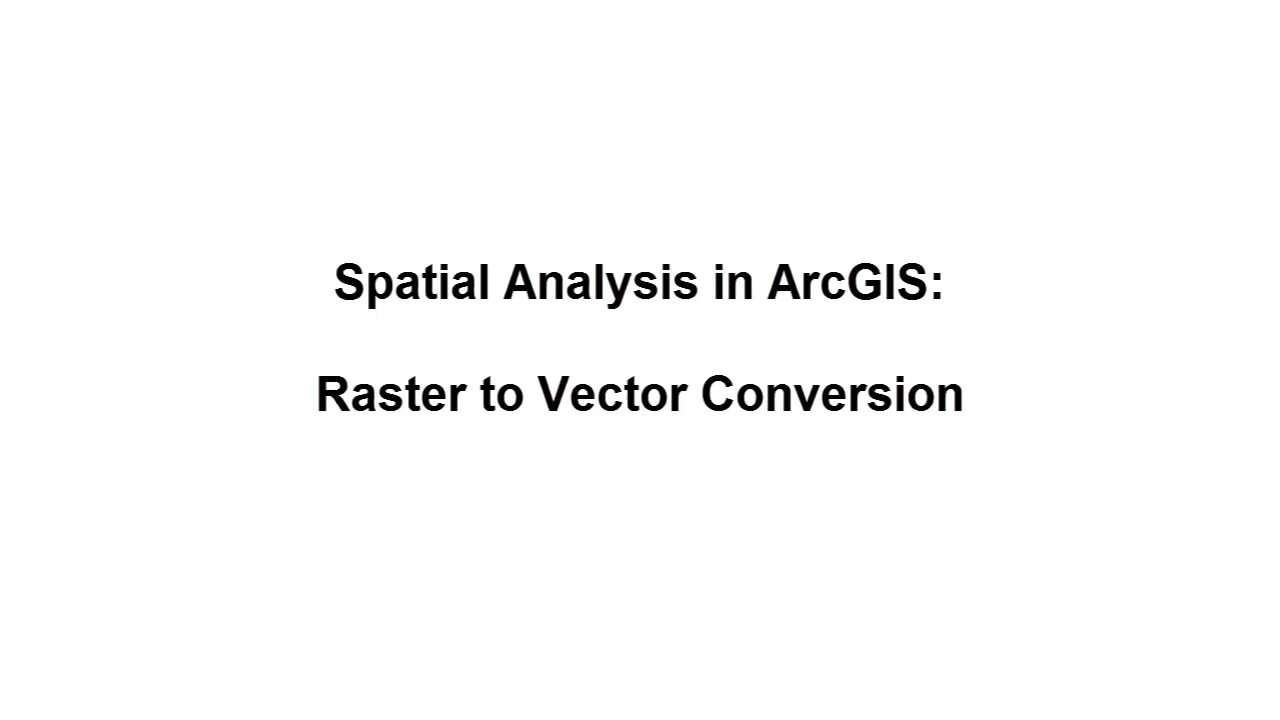 Spatial Analysis in ArcGIS:
Raster to Vector Conversion